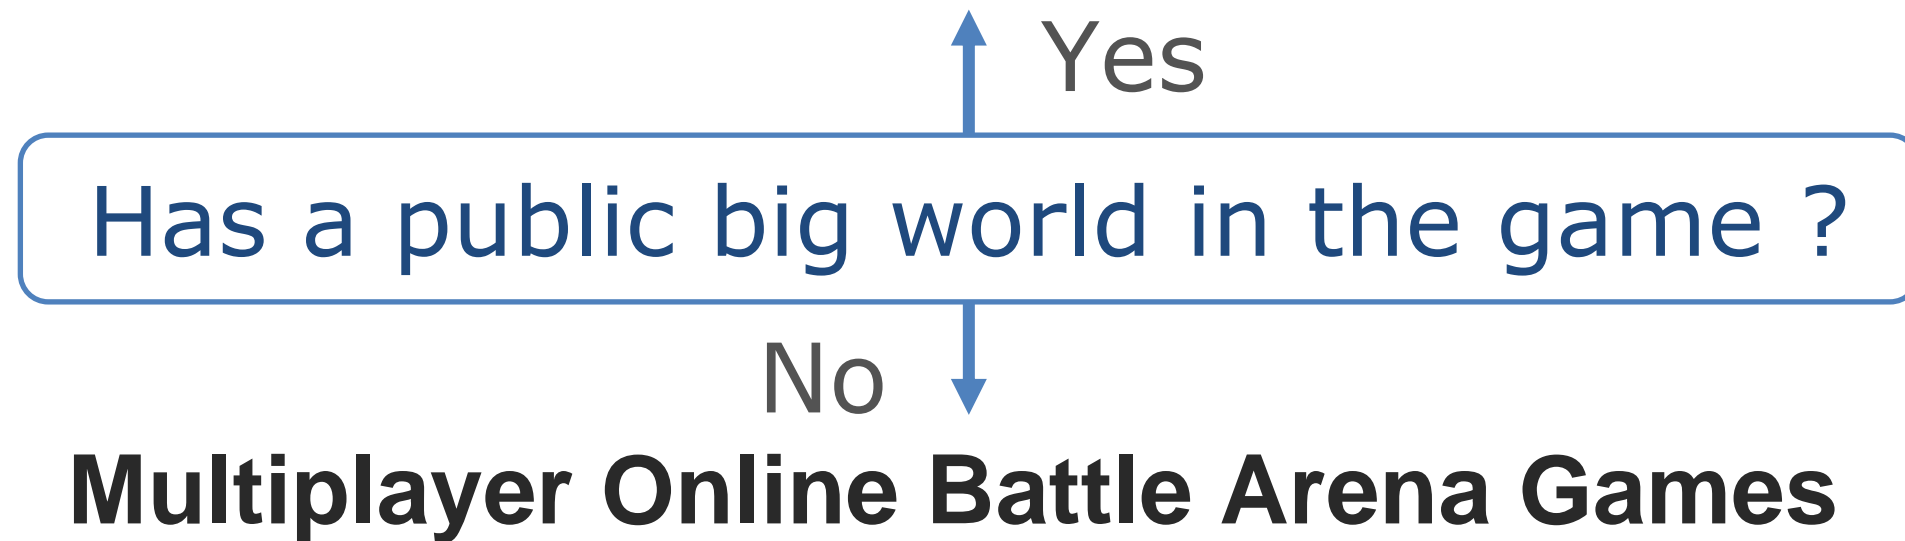 Yes
Has a public big world in the game ?
No
Multiplayer Online Battle Arena Games